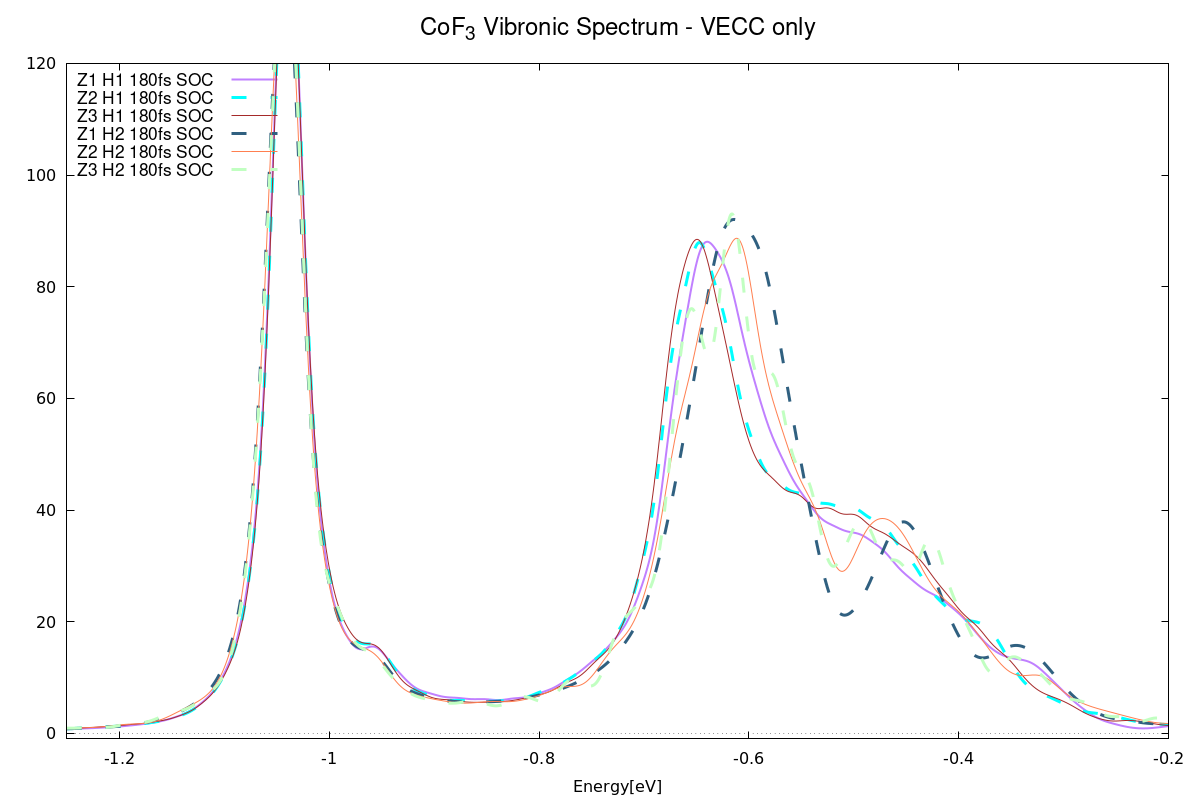 CoF₃ Vibronic Spectrum - VECC only
120
100
80
60
40
20
0
Z1 H1 180fs SOC
Z2 H1 180fs SOC
Z3 H1 180fs SOC
Z1 H2 180fs SOC
Z2 H2 180fs SOC
Z3 H2 180fs SOC
-1.2 -1 -0.8 -0.6 -0.4 -0.2
Energy[eV]